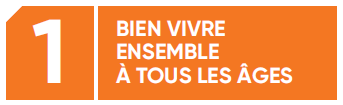 1
BIEN VIVRE
ENSEMBLE
À TOUS LES ÂGES